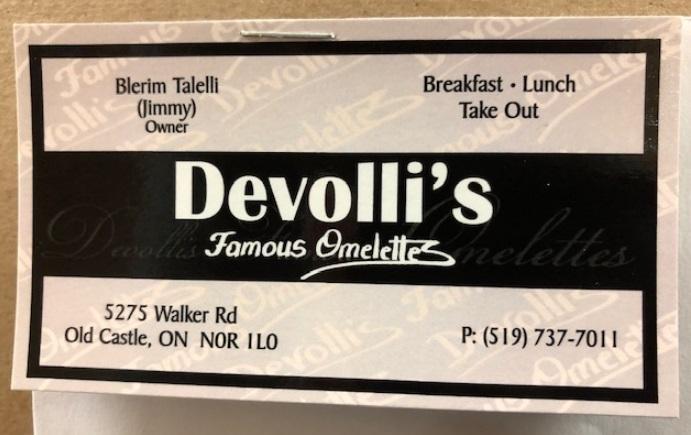 Blerim Talelli
(Jimmy)
Owner
Breakfast • Lunch
Take Out
Devolli's
Famous Omelettes
5275 Walker Rd
Old Castle, ON N0R 1L0
P: (519) 737-7011